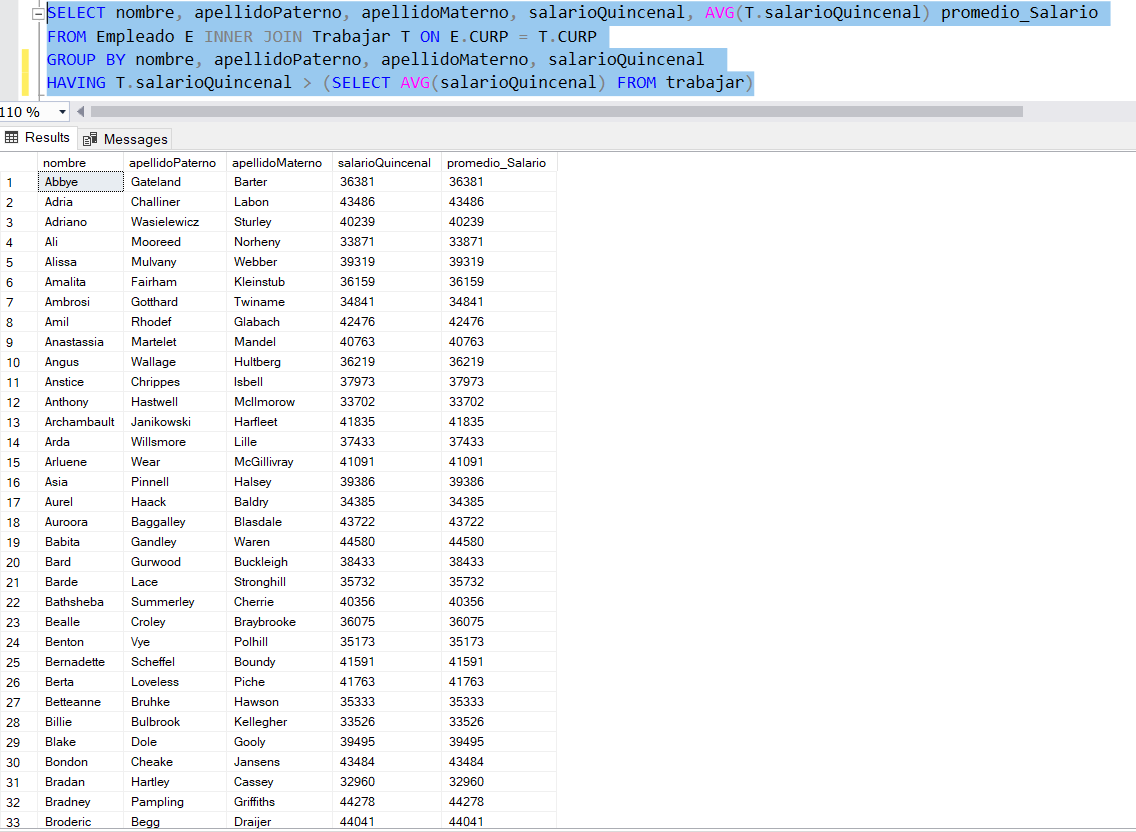 SELECT nombre, apellidoPaterno, apellidoMaterno, salarioQuincenal, AVG(T.salarioQuincenal) promedio_Salario
FROM Empleado E INNER JOIN Trabajar T ON E.CURP = T.CURP
GROUP BY nombre, apellidoPaterno, apellidoMaterno, salarioQuincenal
HAVING T.salarioQuincenal > (SELECT AVG(salarioQuincenal) FROM trabajar)
110 %
Results Messages
nombre apellidoPaterno apellidoMaterno salarioQuincenal promedio_Salario
1 Abbye Gateland Barter 36381 36381
2 Adria Challiner Labon 43486 43486
3 Adriano Wasielewicz Sturley 40239 40239
4 Ali Mooreed Norheny 33871 33871
5 Alissa Mulvany Webber 39319 39319
6 Amalita Fairham Kleinstub 36159 36159
7 Ambrosi Gotthard Twiname 34841 34841
8 Amil Rhodef Glabach 42476 42476
9 Anastassia Martelet Mandel 40763 40763
10 Angus Wallage Hultberg 36219 36219
11 Anstice Chrippes Isbell 37973 37973
12 Anthony Hastwell McIlmorow 33702 33702
13 Archambault Janikowski Harfleet 41835 41835
14 Arda Willsmore Lille 37433 37433
15 Arluene Wear McGillivray 41091 41091
16 Asia Pinnell Halsey 39386 39386
17 Aurel Haack Baldry 34385 34385
18 Auroora Baggalley Blasdale 43722 43722
19 Babita Gandley Waren 44580 44580
20 Bard Gurwood Buckleigh 38433 38433
21 Barde Lace Stronghill 35732 35732
22 Bathsheba Summerley Cherrie 40356 40356
23 Bealle Croley Braybrooke 36075 36075
24 Benton Vye Polhill 35173 35173
25 Bernadette Scheffel Boundy 41591 41591
26 Berta Loveless Piche 41763 41763
27 Betteanne Bruhke Hawson 35333 35333
28 Billie Bulbrook Kellegher 33526 33526
29 Blake Dole Gooly 39495 39495
30 Bondon Cheake Jansens 43484 43484
31 Bradan Hartley Cassey 32960 32960
32 Bradney Pampling Griffiths 44278 44278
33 Broderic Begg Draijer 44041 44041